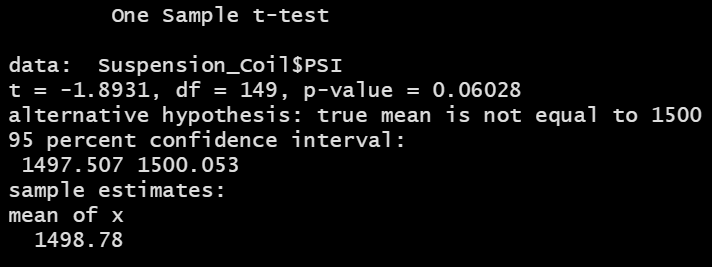 One Sample t-test
data: Suspension_Coil$PSI
t = -1.8931, df = 149, p-value = 0.06028
alternative hypothesis: true mean is not equal to 1500
95 percent confidence interval:
1497.507 1500.053
sample estimates:
mean of x
1498.78